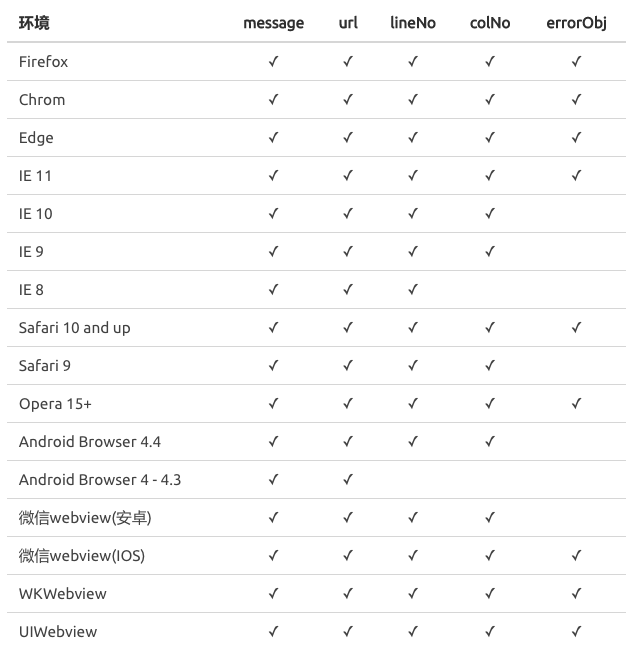 环境 message url lineNo colNo errorObj
Firefox ✓ ✓ ✓ ✓ ✓
Chrom ✓ ✓ ✓ ✓ ✓
Edge ✓ ✓ ✓ ✓ ✓
IE 11 ✓ ✓ ✓ ✓ ✓
IE 10 ✓ ✓ ✓ ✓
IE 9 ✓ ✓ ✓ ✓
IE 8 ✓ ✓ ✓
Safari 10 and up ✓ ✓ ✓ ✓ ✓
Safari 9 ✓ ✓ ✓ ✓
Opera 15+ ✓ ✓ ✓ ✓ ✓
Android Browser 4.4 ✓ ✓ ✓ ✓
Android Browser 4 - 4.3 ✓ ✓
微信webview(安卓) ✓ ✓ ✓ ✓
微信webview(IOS) ✓ ✓ ✓ ✓ ✓
WKWebview ✓ ✓ ✓ ✓ ✓
UIWebview ✓ ✓ ✓ ✓ ✓